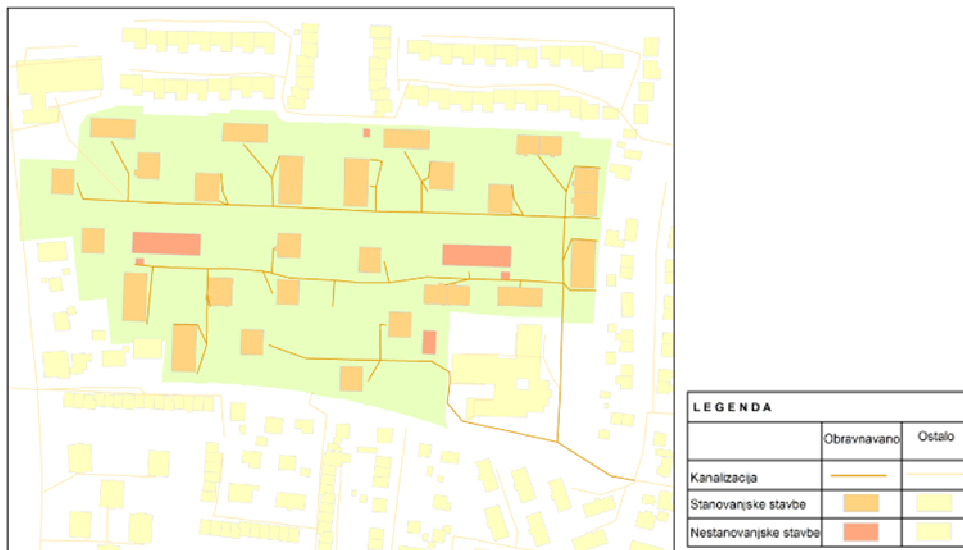 LEGENDA
Obravnavano Ostalo
Kanalizacija
Stanovanjske stavbe
Nestanovanjske stavbe